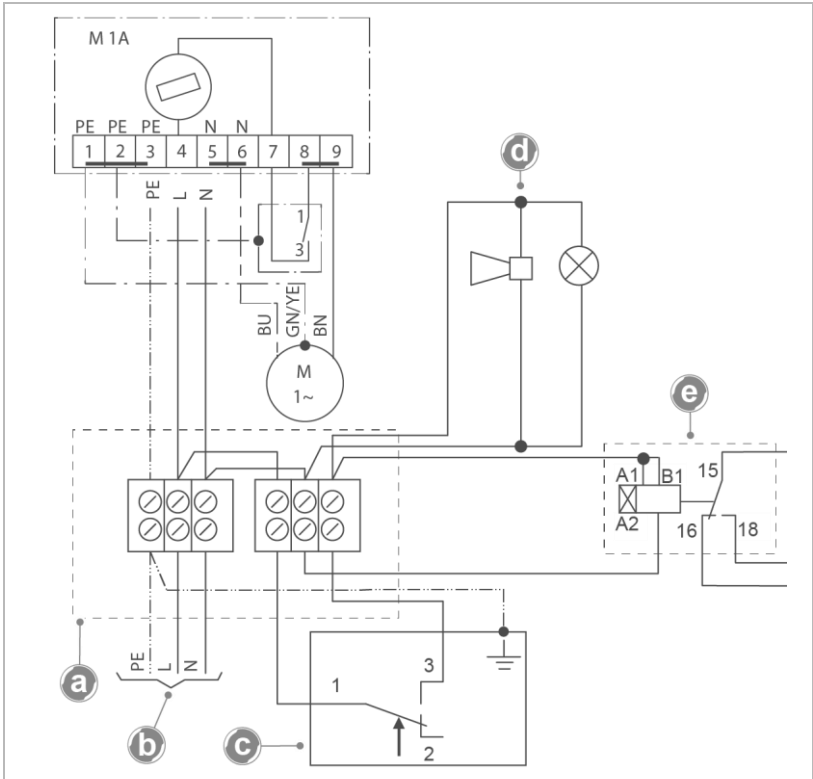 M 1A
PE PE PE N N
1 2 3 4 5 6 7 8 9
PE L N
1
3
BU GN/YE BN
M
1~
d
e
A1 B1 15
A2 16 18
a
PE L N
b
c
1 3
2